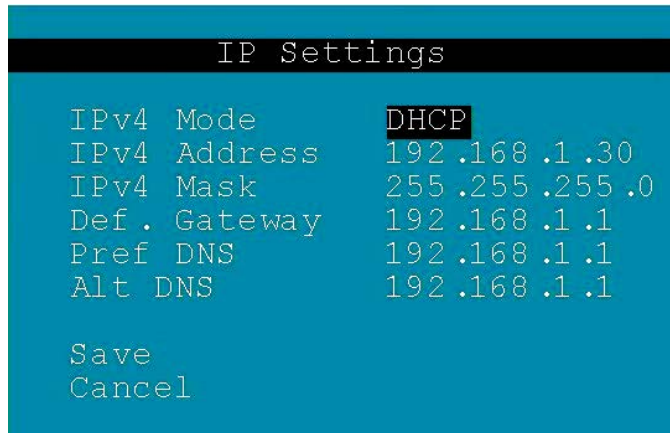 IP Settings
IPv4 Mode DHCP
IPv4 Address 192.168.1.30
IPv4 Mask 255.255.255.0
Def. Gateway 192.168.1.1
Pref DNS 192.168.1.1
Alt DNS 192.168.1.1
Save
Cancel